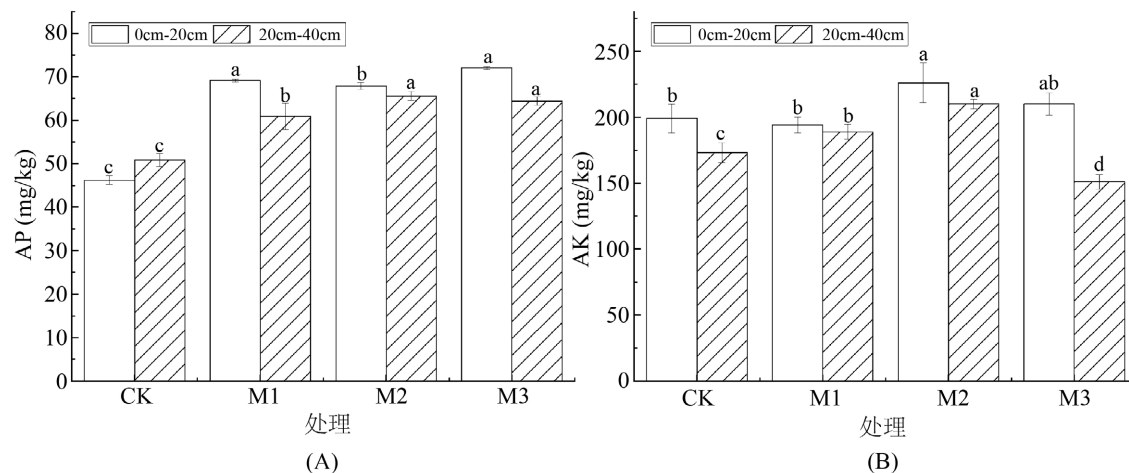 AP (mg/kg)
80
70
60
50
40
30
20
10
0
0cm-20cm 20cm-40cm
c c a b b a a a
CK M1 M2 M3
处理
(A)
AK (mg/kg)
250
200
150
100
50
0
0cm-20cm 20cm-40cm
b c b b a a ab d
CK M1 M2 M3
处理
(B)